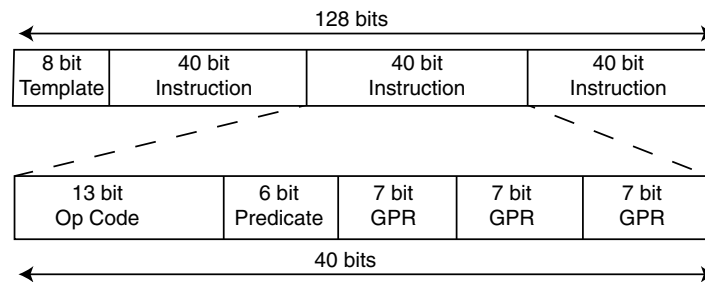 128 bits
8 bit
Template
40 bit
Instruction
40 bit
Instruction
40 bit
Instruction
13 bit
Op Code
6 bit
Predicate
7 bit
GPR
7 bit
GPR
7 bit
GPR
40 bits